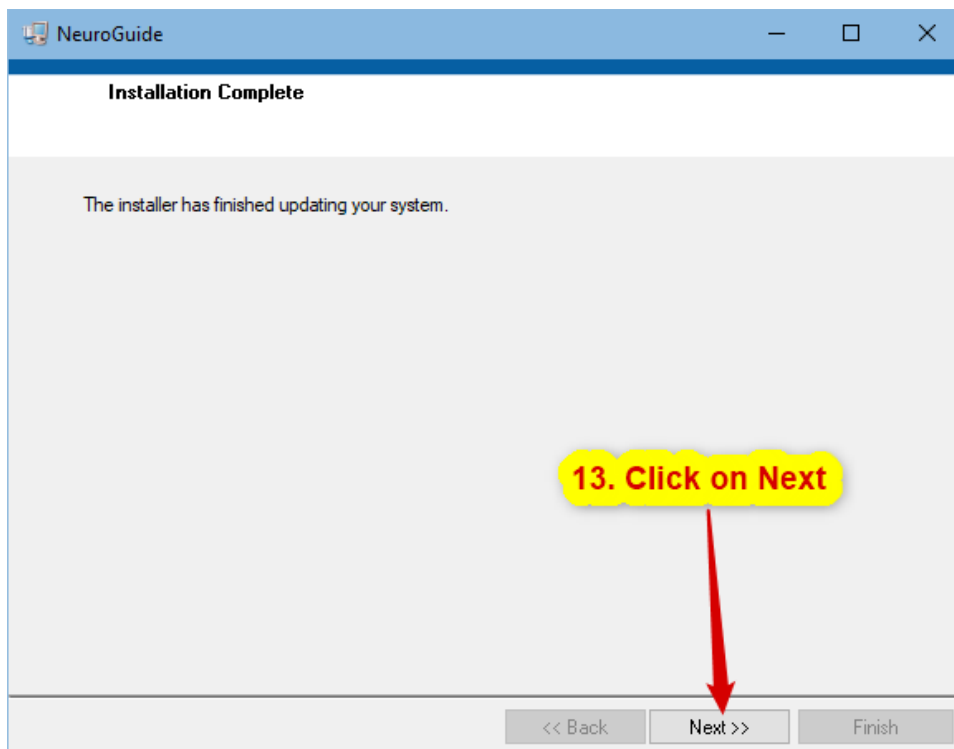 NeuroGuide
Installation Complete
The installer has finished updating your system.
13. Click on Next
<< Back
Next >>
Finish